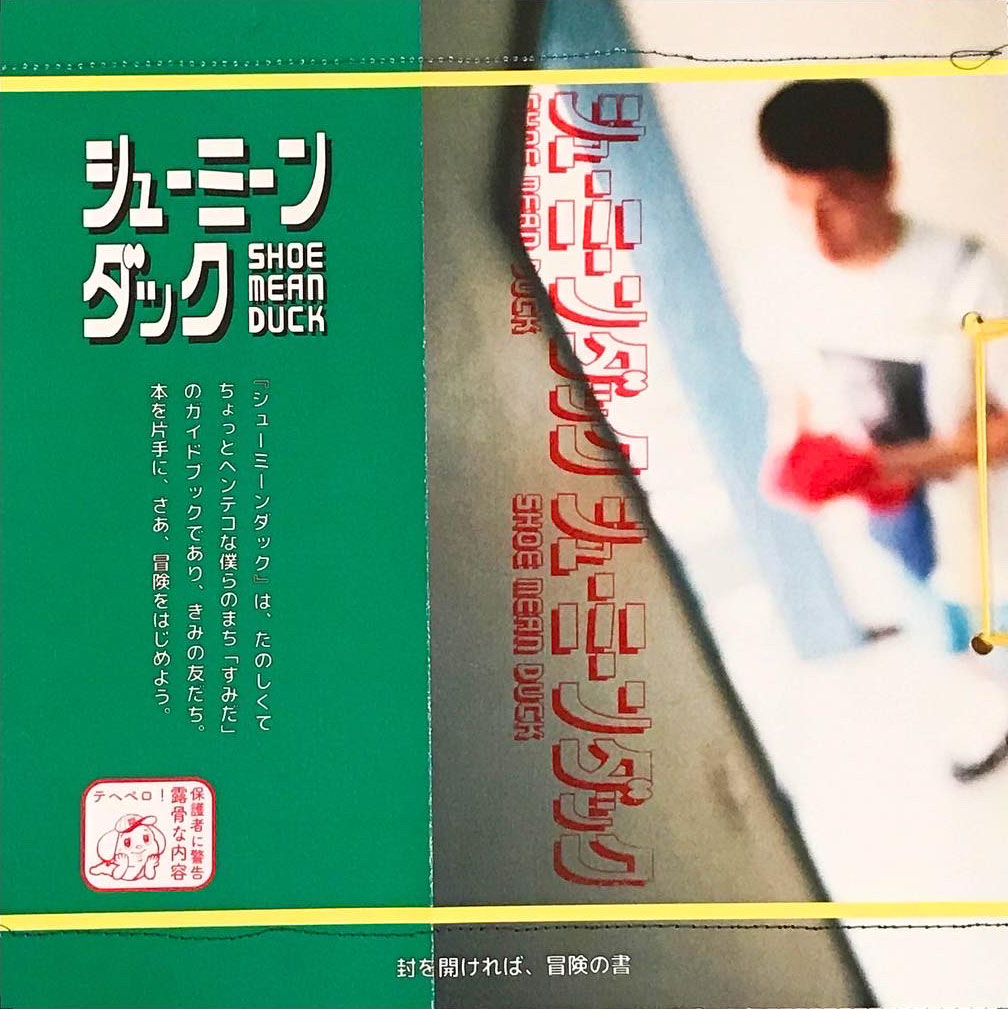 シューミーン
ダック
SHOE
MEAN
DUCK
『シューミーンダック』は、たのしくて
ちょっとヘンテコな僕らのまち「すみだ」
のガイドブックであり、きみの友だち。
本を片手に、さあ、冒険をはじめよう。
保護者に警告
露骨な内容
テヘペロ！
シューミーンダック
SHOE MEAN DUCK
シューミーンダック
SHOE MEAN DUCK
封を開ければ、冒険の書